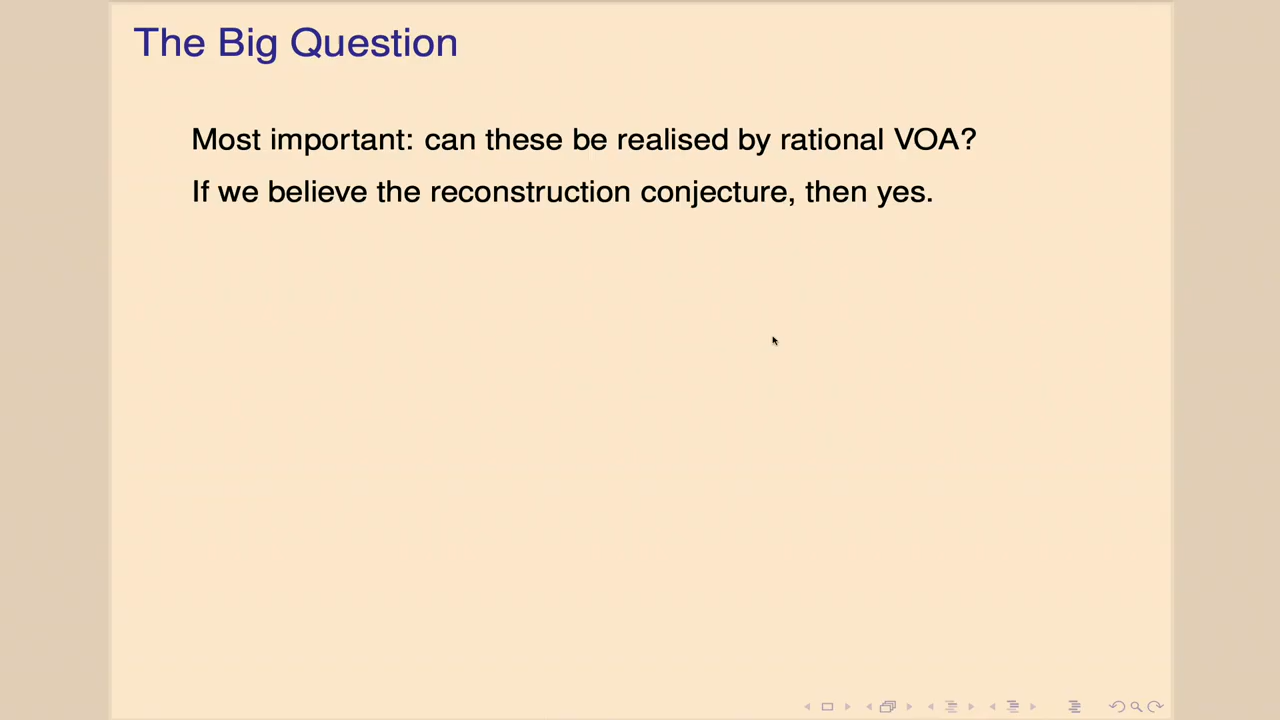 The Big Question
Most important: can these be realised by rational VOA?
If we believe the reconstruction conjecture, then yes.